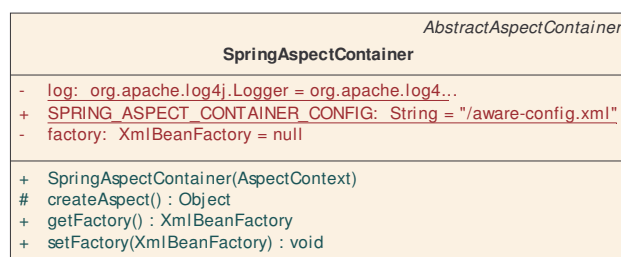 AbstractAspectContainer
SpringAspectContainer
- log: org.apache.log4j.Logger = org.apache.log4...
+ SPRING_ASPECT_CONTAINER_CONFIG: String = "/aware-config.xml"
- factory: XmlBeanFactory = null
+ SpringAspectContainer(AspectContext)
# createAspect() : Object
+ getFactory() : XmlBeanFactory
+ setFactory(XmlBeanFactory) : void